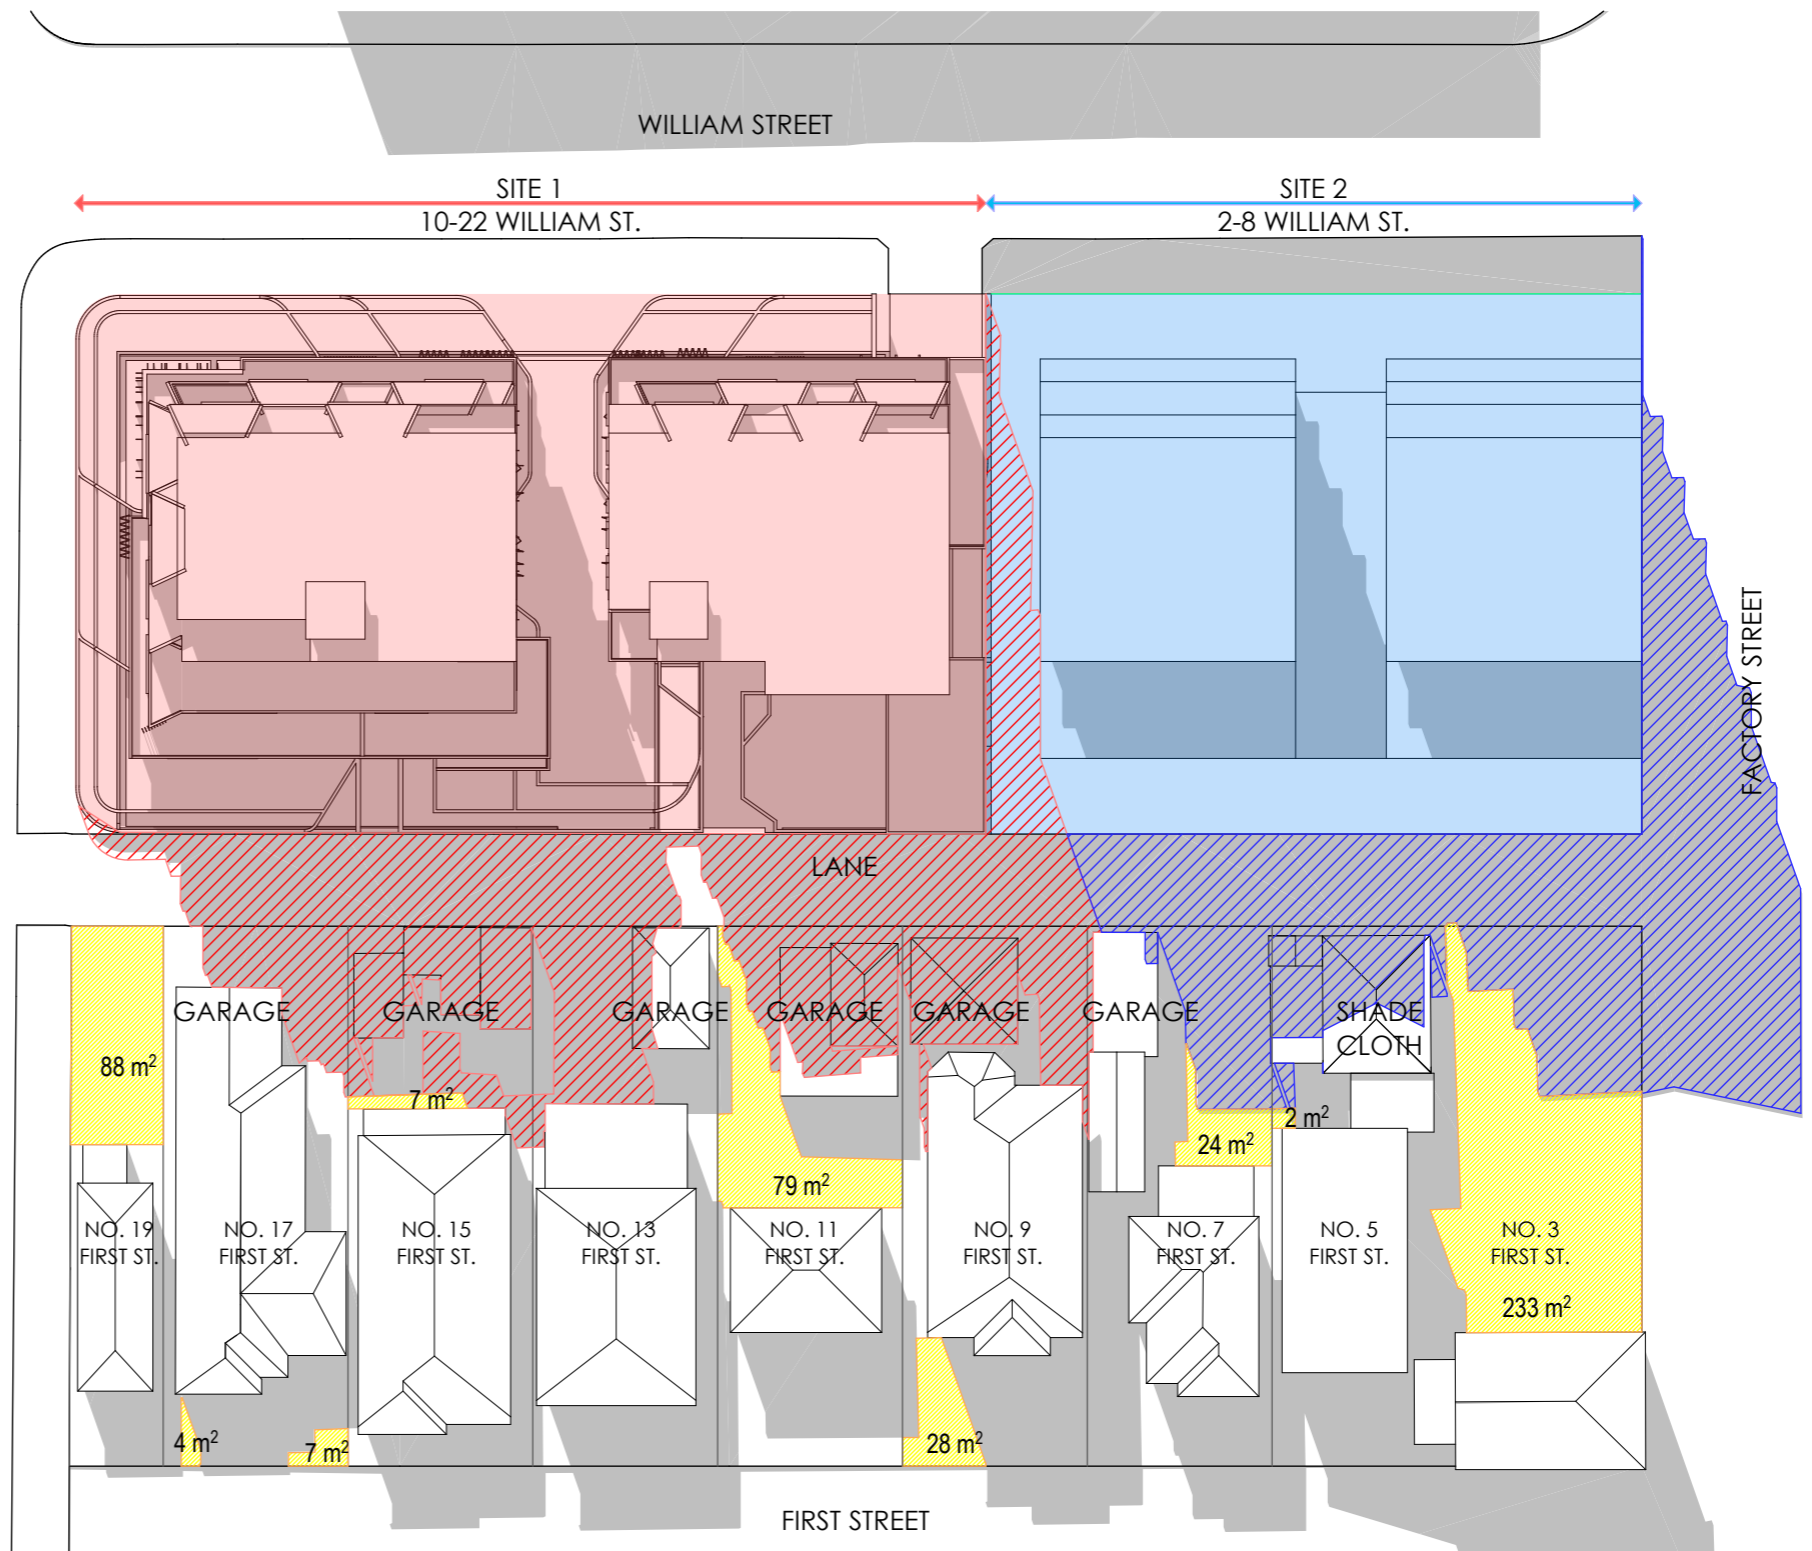 WILLIAM STREET
SITE 1
10-22 WILLIAM ST.
SITE 2
2-8 WILLIAM ST.
FACTORY STREET
LANE
GARAGE
GARAGE
GARAGE
GARAGE
GARAGE
GARAGE
SHADE
CLOTH
88 m²
7 m²
2 m²
24 m²
79 m²
NO. 19
FIRST ST.
NO. 17
FIRST ST.
NO. 15
FIRST ST.
NO. 13
FIRST ST.
NO. 11
FIRST ST.
NO. 9
FIRST ST.
NO. 7
FIRST ST.
NO. 5
FIRST ST.
NO. 3
FIRST ST.
233 m²
4 m²
7 m²
28 m²
FIRST STREET